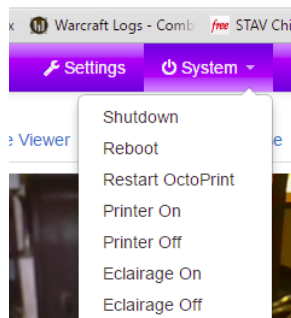 x Warcraft Logs - Comb free STAV Chi
Settings System
e Viewer e
Shutdown
Reboot
Restart OctoPrint
Printer On
Printer Off
Eclairage On
Eclairage Off